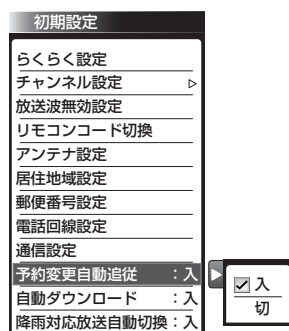 初期設定
らくらく設定
チャンネル設定
放送波無効設定
リモコンコード切換
アンテナ設定
居住地域設定
郵便番号設定
電話回線設定
通信設定
予約変更自動追従 ：入
自動ダウンロード ：入
降雨対応放送自動切換：入
入
切